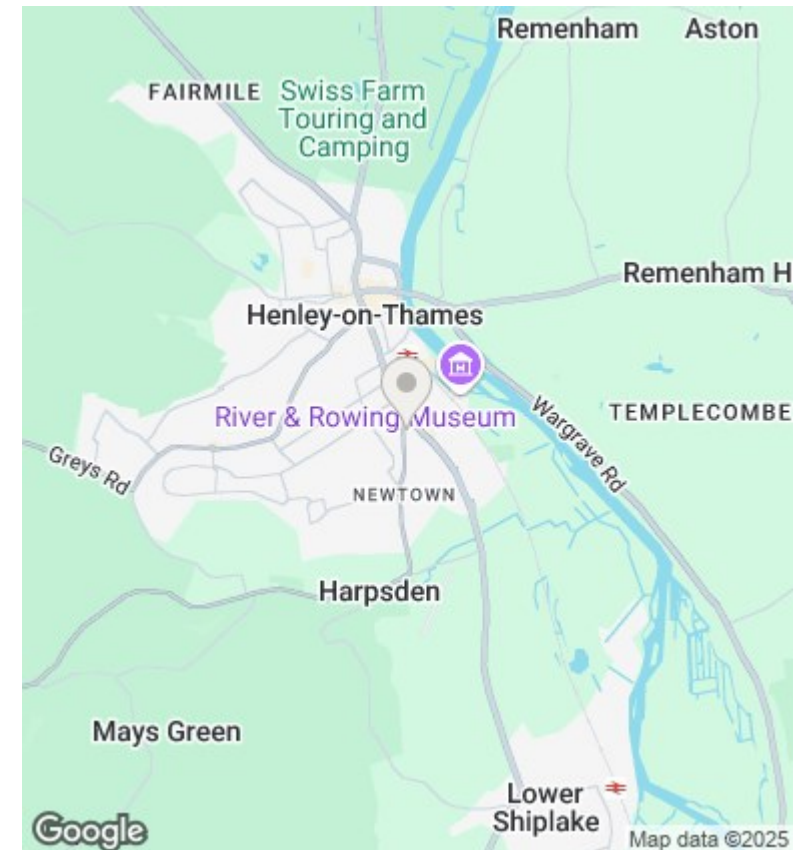 Remenham
Aston
FAIRMILE
Swiss Farm
Touring and
Camping
Remenham H
Henley-on-Thames
River & Rowing Museum
TEMPLECOMBE
Wargrave Rd
Greys Rd
NEWTOWN
Harpsden
Mays Green
Lower
Shiplake
Google
Map data ©2025